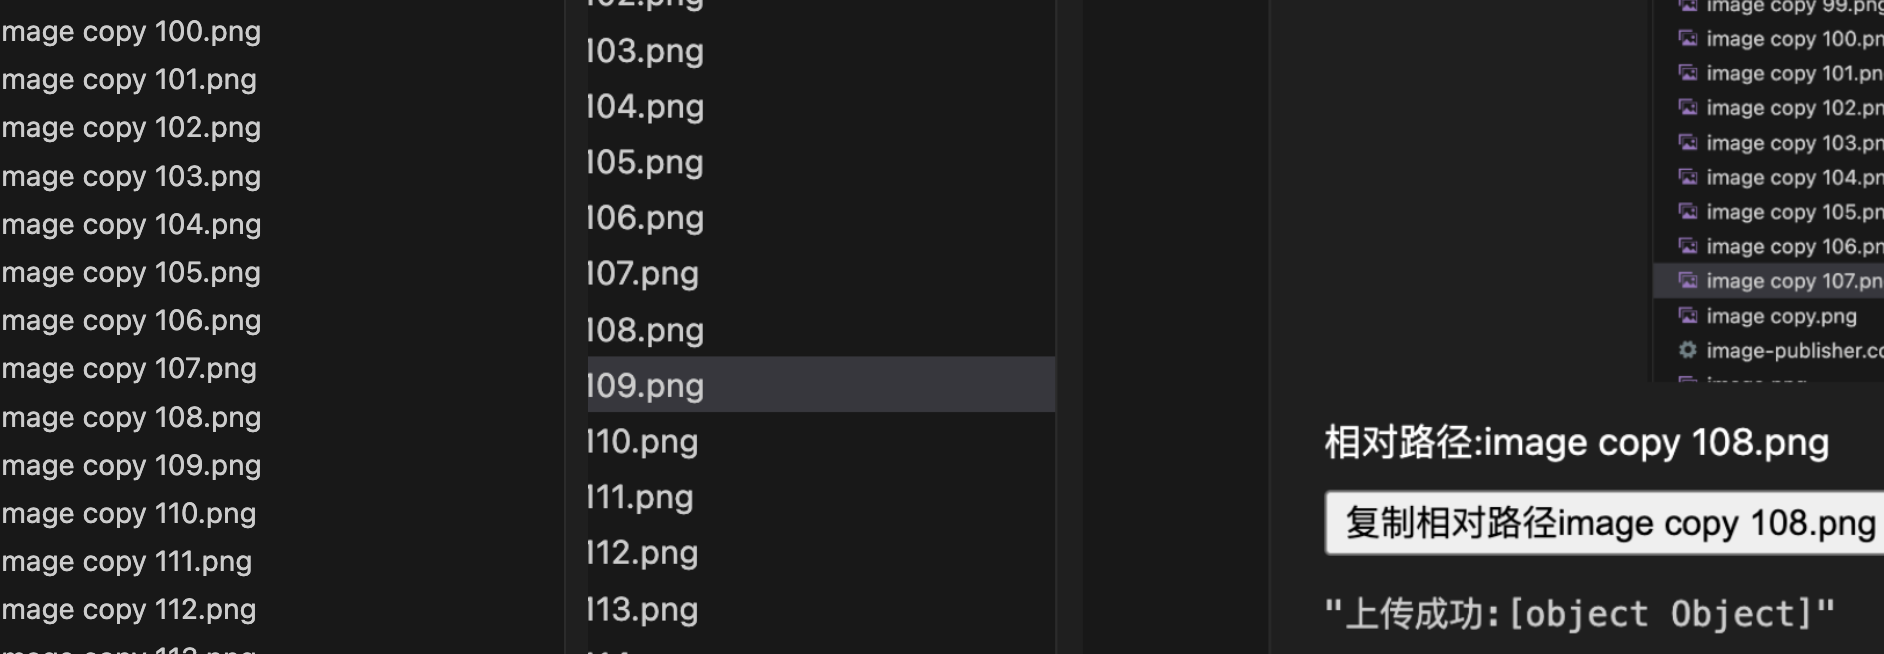 mage copy 100.png
mage copy 101.png
mage copy 102.png
mage copy 103.png
mage copy 104.png
mage copy 105.png
mage copy 106.png
mage copy 107.png
mage copy 108.png
mage copy 109.png
mage copy 110.png
mage copy 111.png
mage copy 112.png
mage copy 113.png
102.png
103.png
104.png
105.png
106.png
107.png
108.png
109.png
110.png
111.png
112.png
113.png
image copy 99.png
image copy 100.pn
image copy 101.pn
image copy 102.pn
image copy 103.pn
image copy 104.pn
image copy 105.pn
image copy 106.pn
image copy 107.pn
image copy.png
image-publisher.co
相对路径:image copy 108.png
复制相对路径image copy 108.png
"上传成功:[object Object]"